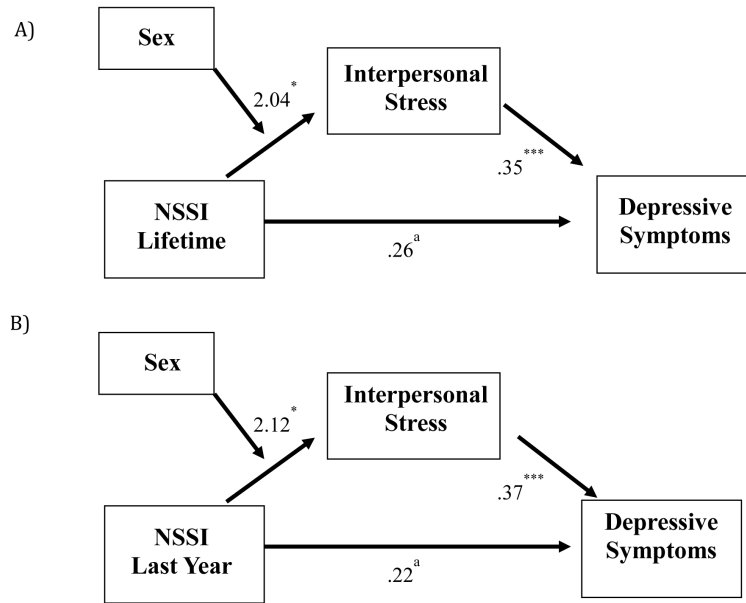 A)
Sex
Interpersonal
Stress
2.04*
.35***
NSSI
Lifetime
Depressive
Symptoms
.26a
B)
Sex
Interpersonal
Stress
2.12*
.37***
NSSI
Last Year
Depressive
Symptoms
.22a